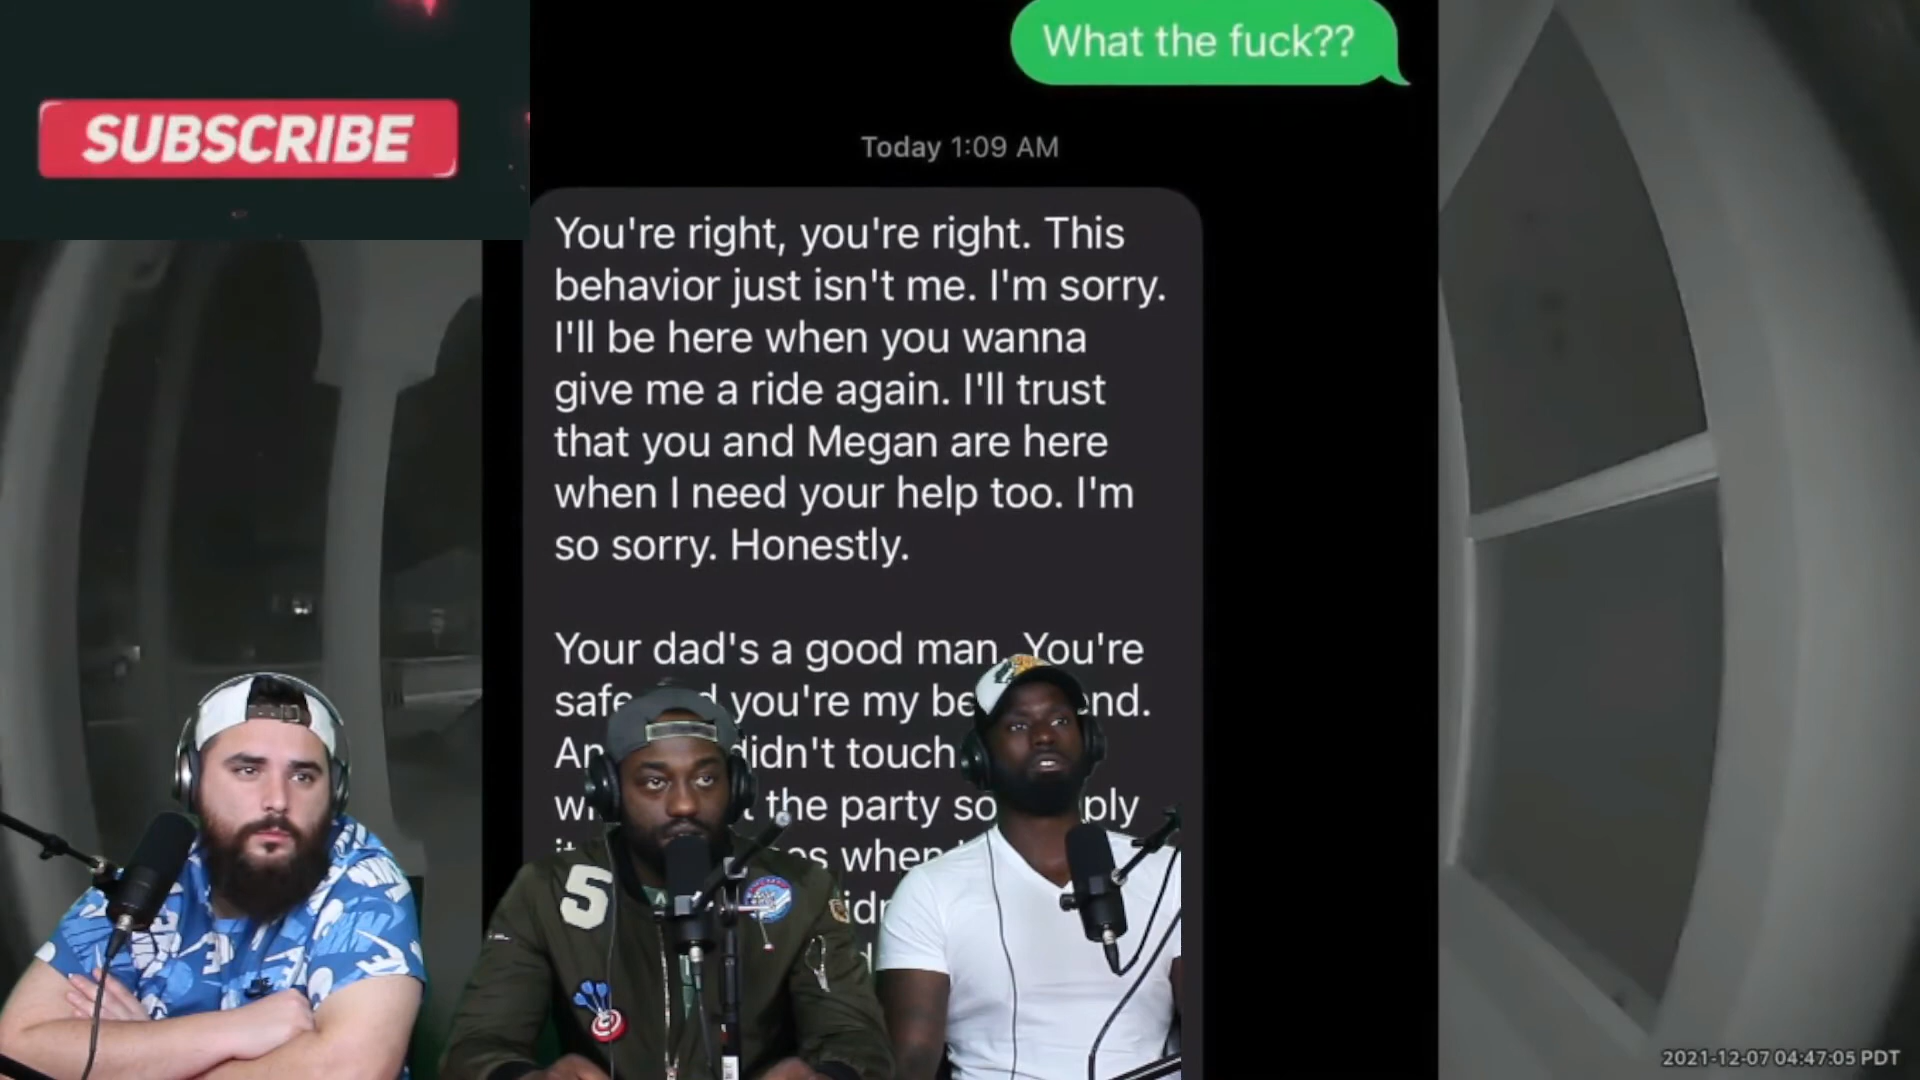 What the fuck??
SUBSCRIBE
Today 1:09 AM
You're right, you're right. This
behavior just isn't me. I'm sorry.
I'll be here when you wanna
give me a ride again. I'll trust
that you and Megan are here
when I need your help too. I'm
so sorry. Honestly.
Your dad's a good man. You're
you're my
didn't touch
the party
when
5
2021-12-07 04:47:05 PDT